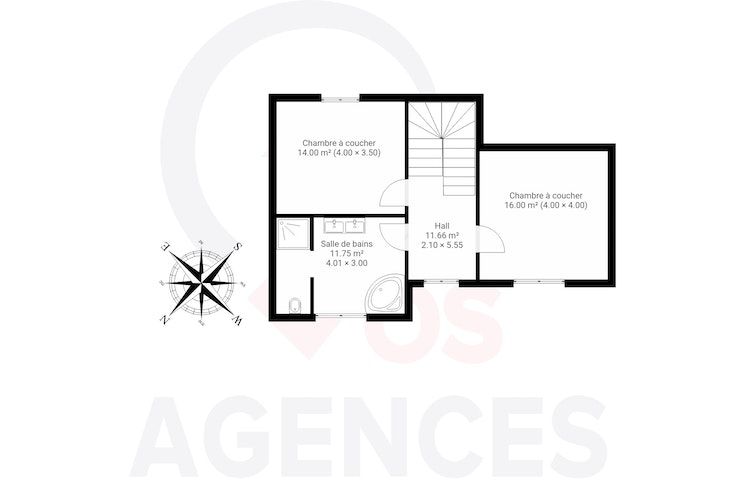 Chambre à coucher
14.00 m² (4.00 × 3.50)
Chambre à coucher
16.00 m² (4.00 × 4.00)
Hall
11.66 m²
2.10 × 5.55
Salle de bains
11.75 m²
4.01 × 3.00
E
S
N
W
OS
AGENCES